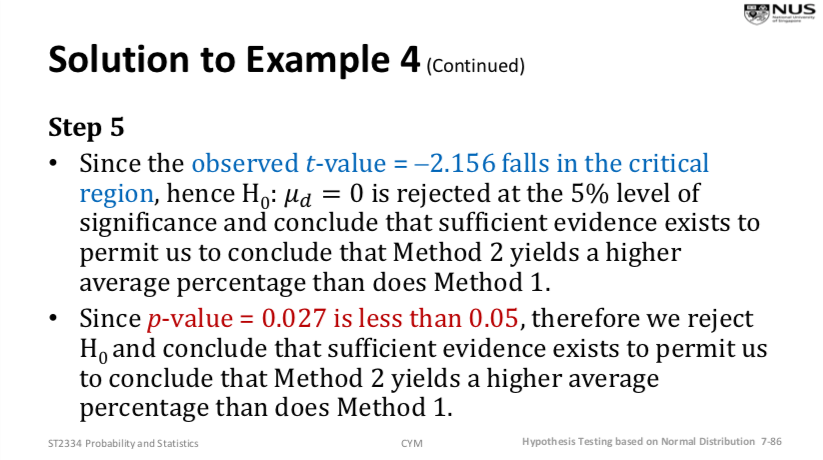 NUS
National University
of Singapore
Solution to Example 4 (Continued)
Step 5
• Since the observed t-value = −2.156 falls in the critical
region, hence H₀: μ_d = 0 is rejected at the 5% level of
significance and conclude that sufficient evidence exists to
permit us to conclude that Method 2 yields a higher
average percentage than does Method 1.
• Since p-value = 0.027 is less than 0.05, therefore we reject
H₀ and conclude that sufficient evidence exists to permit us
to conclude that Method 2 yields a higher average
percentage than does Method 1.
ST2334 Probability and Statistics
CYM
Hypothesis Testing based on Normal Distribution 7-86